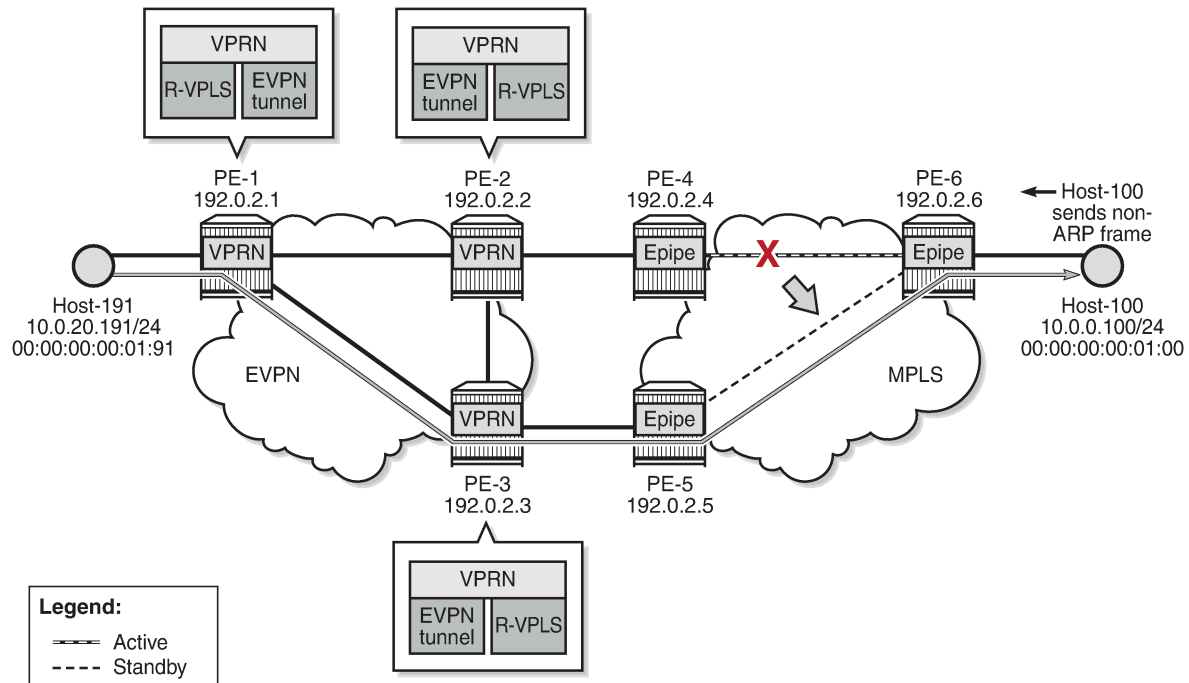 VPRN
R-VPLS
EVPN
tunnel
VPRN
EVPN
tunnel
R-VPLS
PE-1
192.0.2.1
PE-2
192.0.2.2
PE-4
192.0.2.4
PE-6
192.0.2.6
Host-100
sends non-
ARP frame
VPRN
VPRN
Epipe
X
Epipe
Host-191
10.0.20.191/24
00:00:00:00:01:91
Host-100
10.0.0.100/24
00:00:00:00:01:00
EVPN
MPLS
VPRN
Epipe
PE-3
192.0.2.3
PE-5
192.0.2.5
VPRN
EVPN
tunnel
R-VPLS
Legend:
Active
Standby